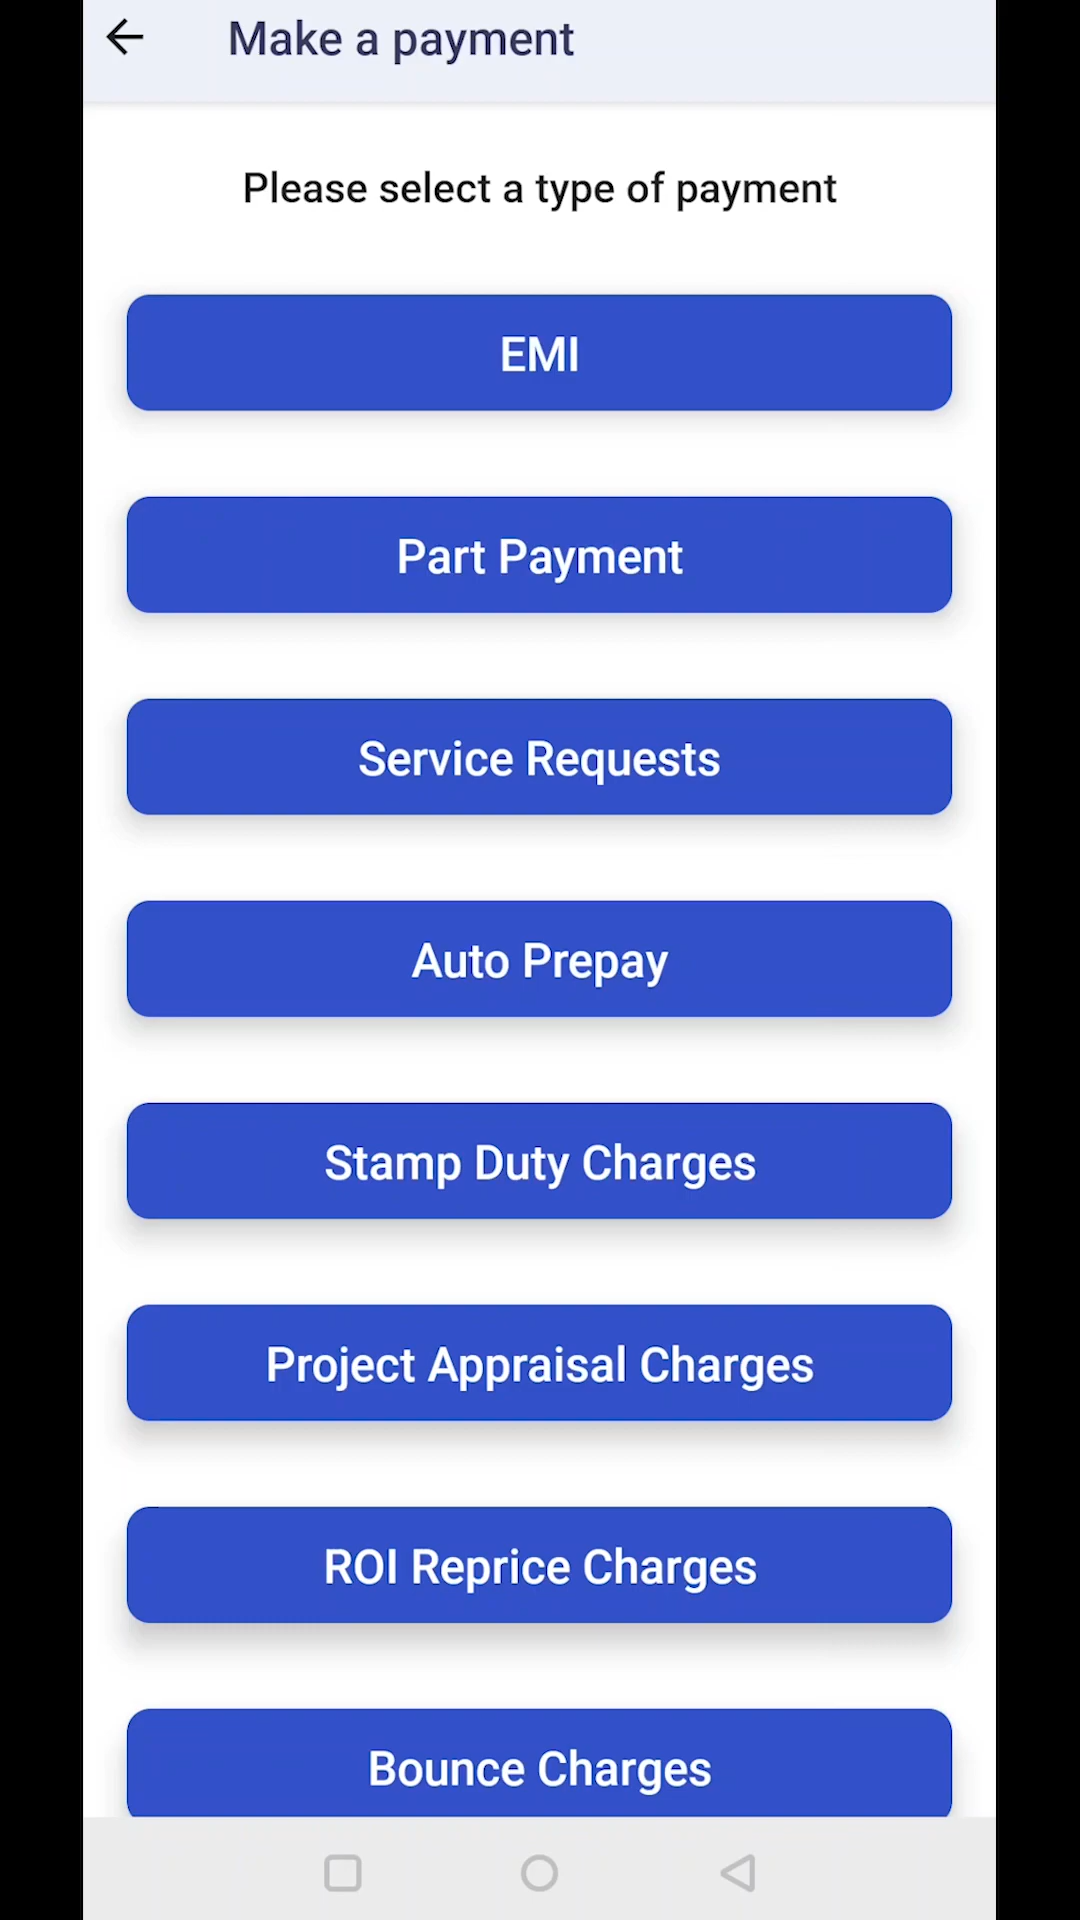 Make a payment
Please select a type of payment
EMI
Part Payment
Service Requests
Auto Prepay
Stamp Duty Charges
Project Appraisal Charges
ROI Reprice Charges
Bounce Charges